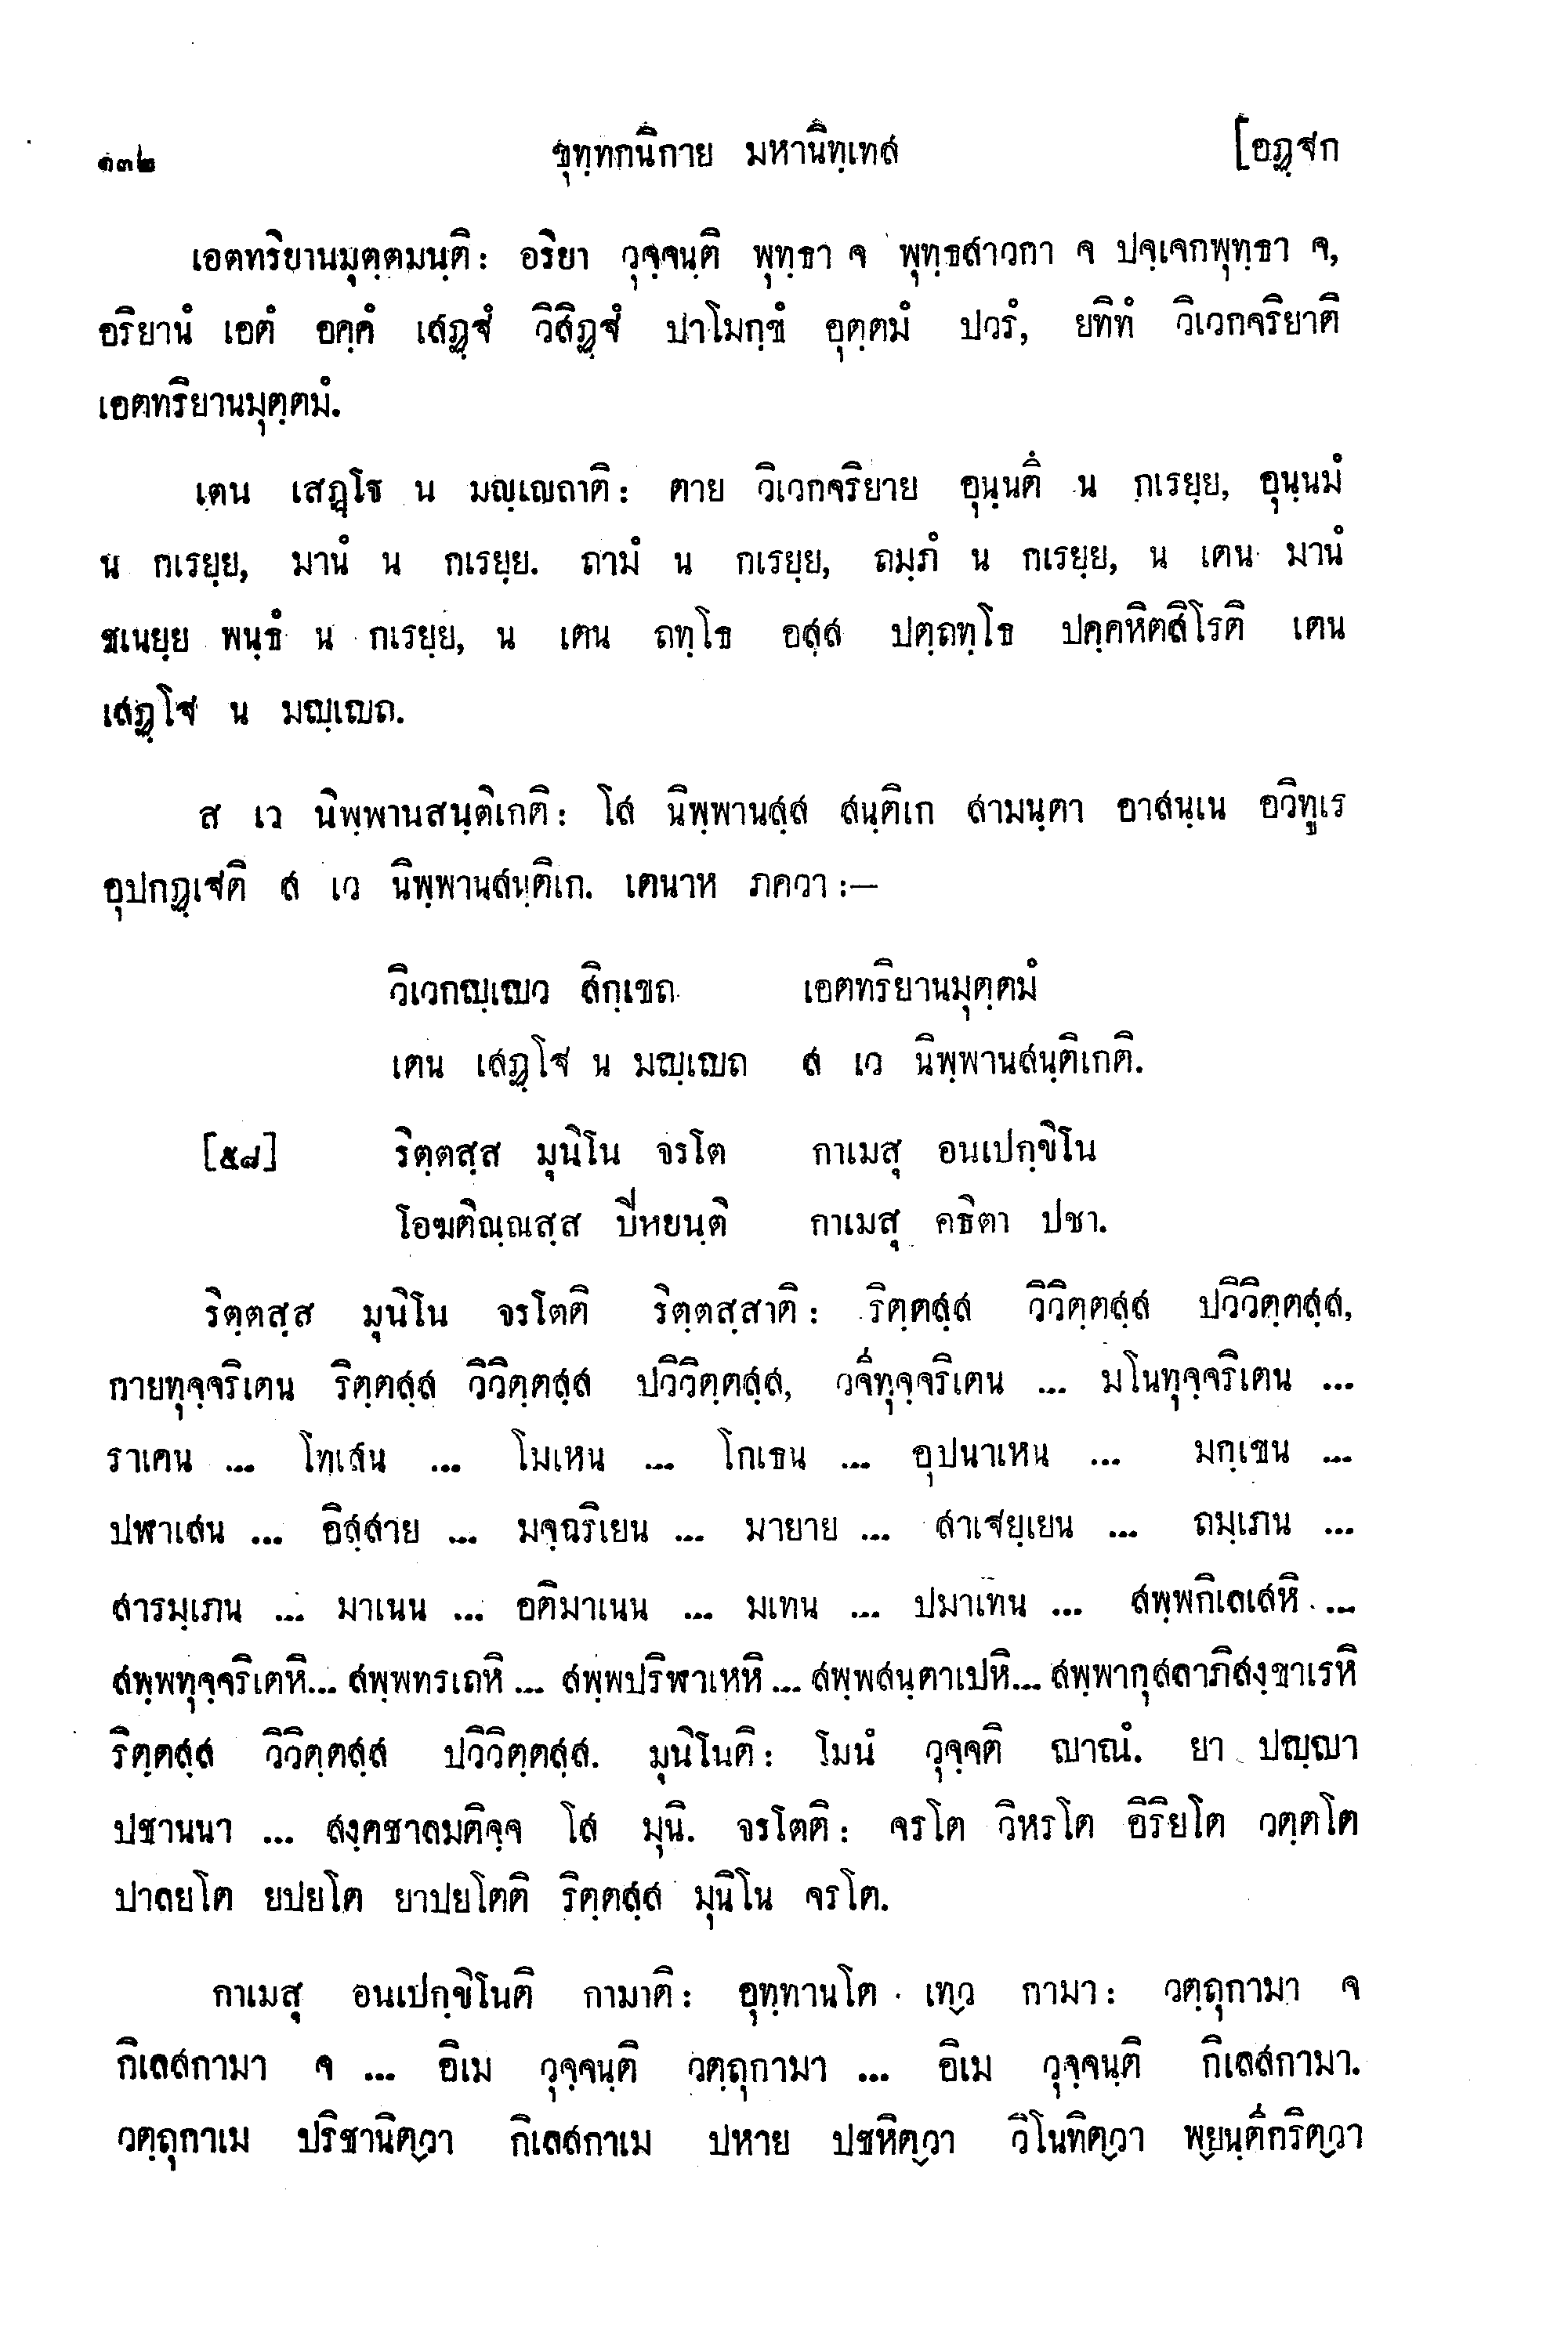 ๑๓๒ ขุทฺทกนิกาย มหานิทฺเทส [อฏฺฐก
เอตทริยานมุตฺตมนฺติ: อริยา วุจฺจนฺติ พุทฺธา จ พุทฺธสาวกา จ ปจฺเจกพุทฺธา จ,
อริยานํ เอตํ อคฺคํ เสฏฺฐํ วิสิฏฺฐํ ปาโมกฺขํ อุตฺตมํ ปวรํ, ยทิทํ วิเวกจริยาติ
เอตทริยานมุตฺตมํ.
เตน เสฏฺโฐ น มญฺเญถาติ: ตาย วิเวกจริยาย อุนฺนตึ น กเรยฺย, อุนฺนมํ
น กเรยฺย, มานํ น กเรยฺย. ถามํ น กเรยฺย, ถมฺภํ น กเรยฺย, น เตน มานํ
ชเนยฺย พนฺธํ น กเรยฺย, น เตน ถทฺโธ อสฺส ปตฺถทฺโธ ปคฺคหิตสิโรติ เตน
เสฏฺโฐ น มญฺเญถ.
ส เว นิพฺพานสนฺติเกติ: โส นิพฺพานสฺส สนฺติเก สามนฺตา อาสนฺเน อวิทูเร
อุปกฏฺเฐติ ส เว นิพฺพานสนฺติเก. เตนาห ภควา:—
วิเวกญฺเญว สิกฺเขถ เอตทริยานมุตฺตมํ
เตน เสฏฺโฐ น มญฺเญถ ส เว นิพฺพานสนฺติเกติ.
[๕๘] ริตฺตสฺส มุนิโน จรโต กาเมสุ อนเปกฺขิโน
โอฆติณฺณสฺส ปิหยนฺติ กาเมสุ คธิตา ปชา.
ริตฺตสฺส มุนิโน จรโตติ ริตฺตสฺสาติ: ริตฺตสฺส วิวิตฺตสฺส ปวิวิตฺตสฺส,
กายทุจฺจริเตน ริตฺตสฺส วิวิตฺตสฺส ปวิวิตฺตสฺส, วจีทุจฺจริเตน ... มโนทุจฺจริเตน ...
ราเคน ... โทเสน ... โมเหน ... โกเธน ... อุปนาเหน ... มกฺเขน ...
ปฬาเสน ... อิสฺสาย ... มจฺฉริเยน ... มายาย ... สาเฐยฺเยน ... ถมฺเภน ...
สารมฺเภน ... มาเนน ... อติมาเนน ... มเทน ... ปมาเทน ... สพฺพกิเลเสหิ ...
สพฺพทุจฺจริเตหิ... สพฺพทรเถหิ ... สพฺพปริฬาเหหิ ... สพฺพสนฺตาเปหิ... สพฺพากุสลาภิสงฺขาเรหิ
ริตฺตสฺส วิวิตฺตสฺส ปวิวิตฺตสฺส. มุนิโนติ: โมนํ วุจฺจติ ญาณํ. ยา ปญฺญา
ปชานนา ... สงฺคชาลมติจฺจ โส มุนิ. จรโตติ: จรโต วิหรโต อิริยโต วตฺตโต
ปาลยโต ยปยโต ยาปยโตติ ริตฺตสฺส มุนิโน จรโต.
กาเมสุ อนเปกฺขิโนติ กามาติ: อุทฺทานโต เทฺว กามา: วตฺถุกามา จ
กิเลสกามา จ ... อิเม วุจฺจนฺติ วตฺถุกามา ... อิเม วุจฺจนฺติ กิเลสกามา.
วตฺถุกาเม ปริชานิตฺวา กิเลสกาเม ปหาย ปชหิตฺวา วิโนทิตฺวา พฺยนฺตีกริตฺวา